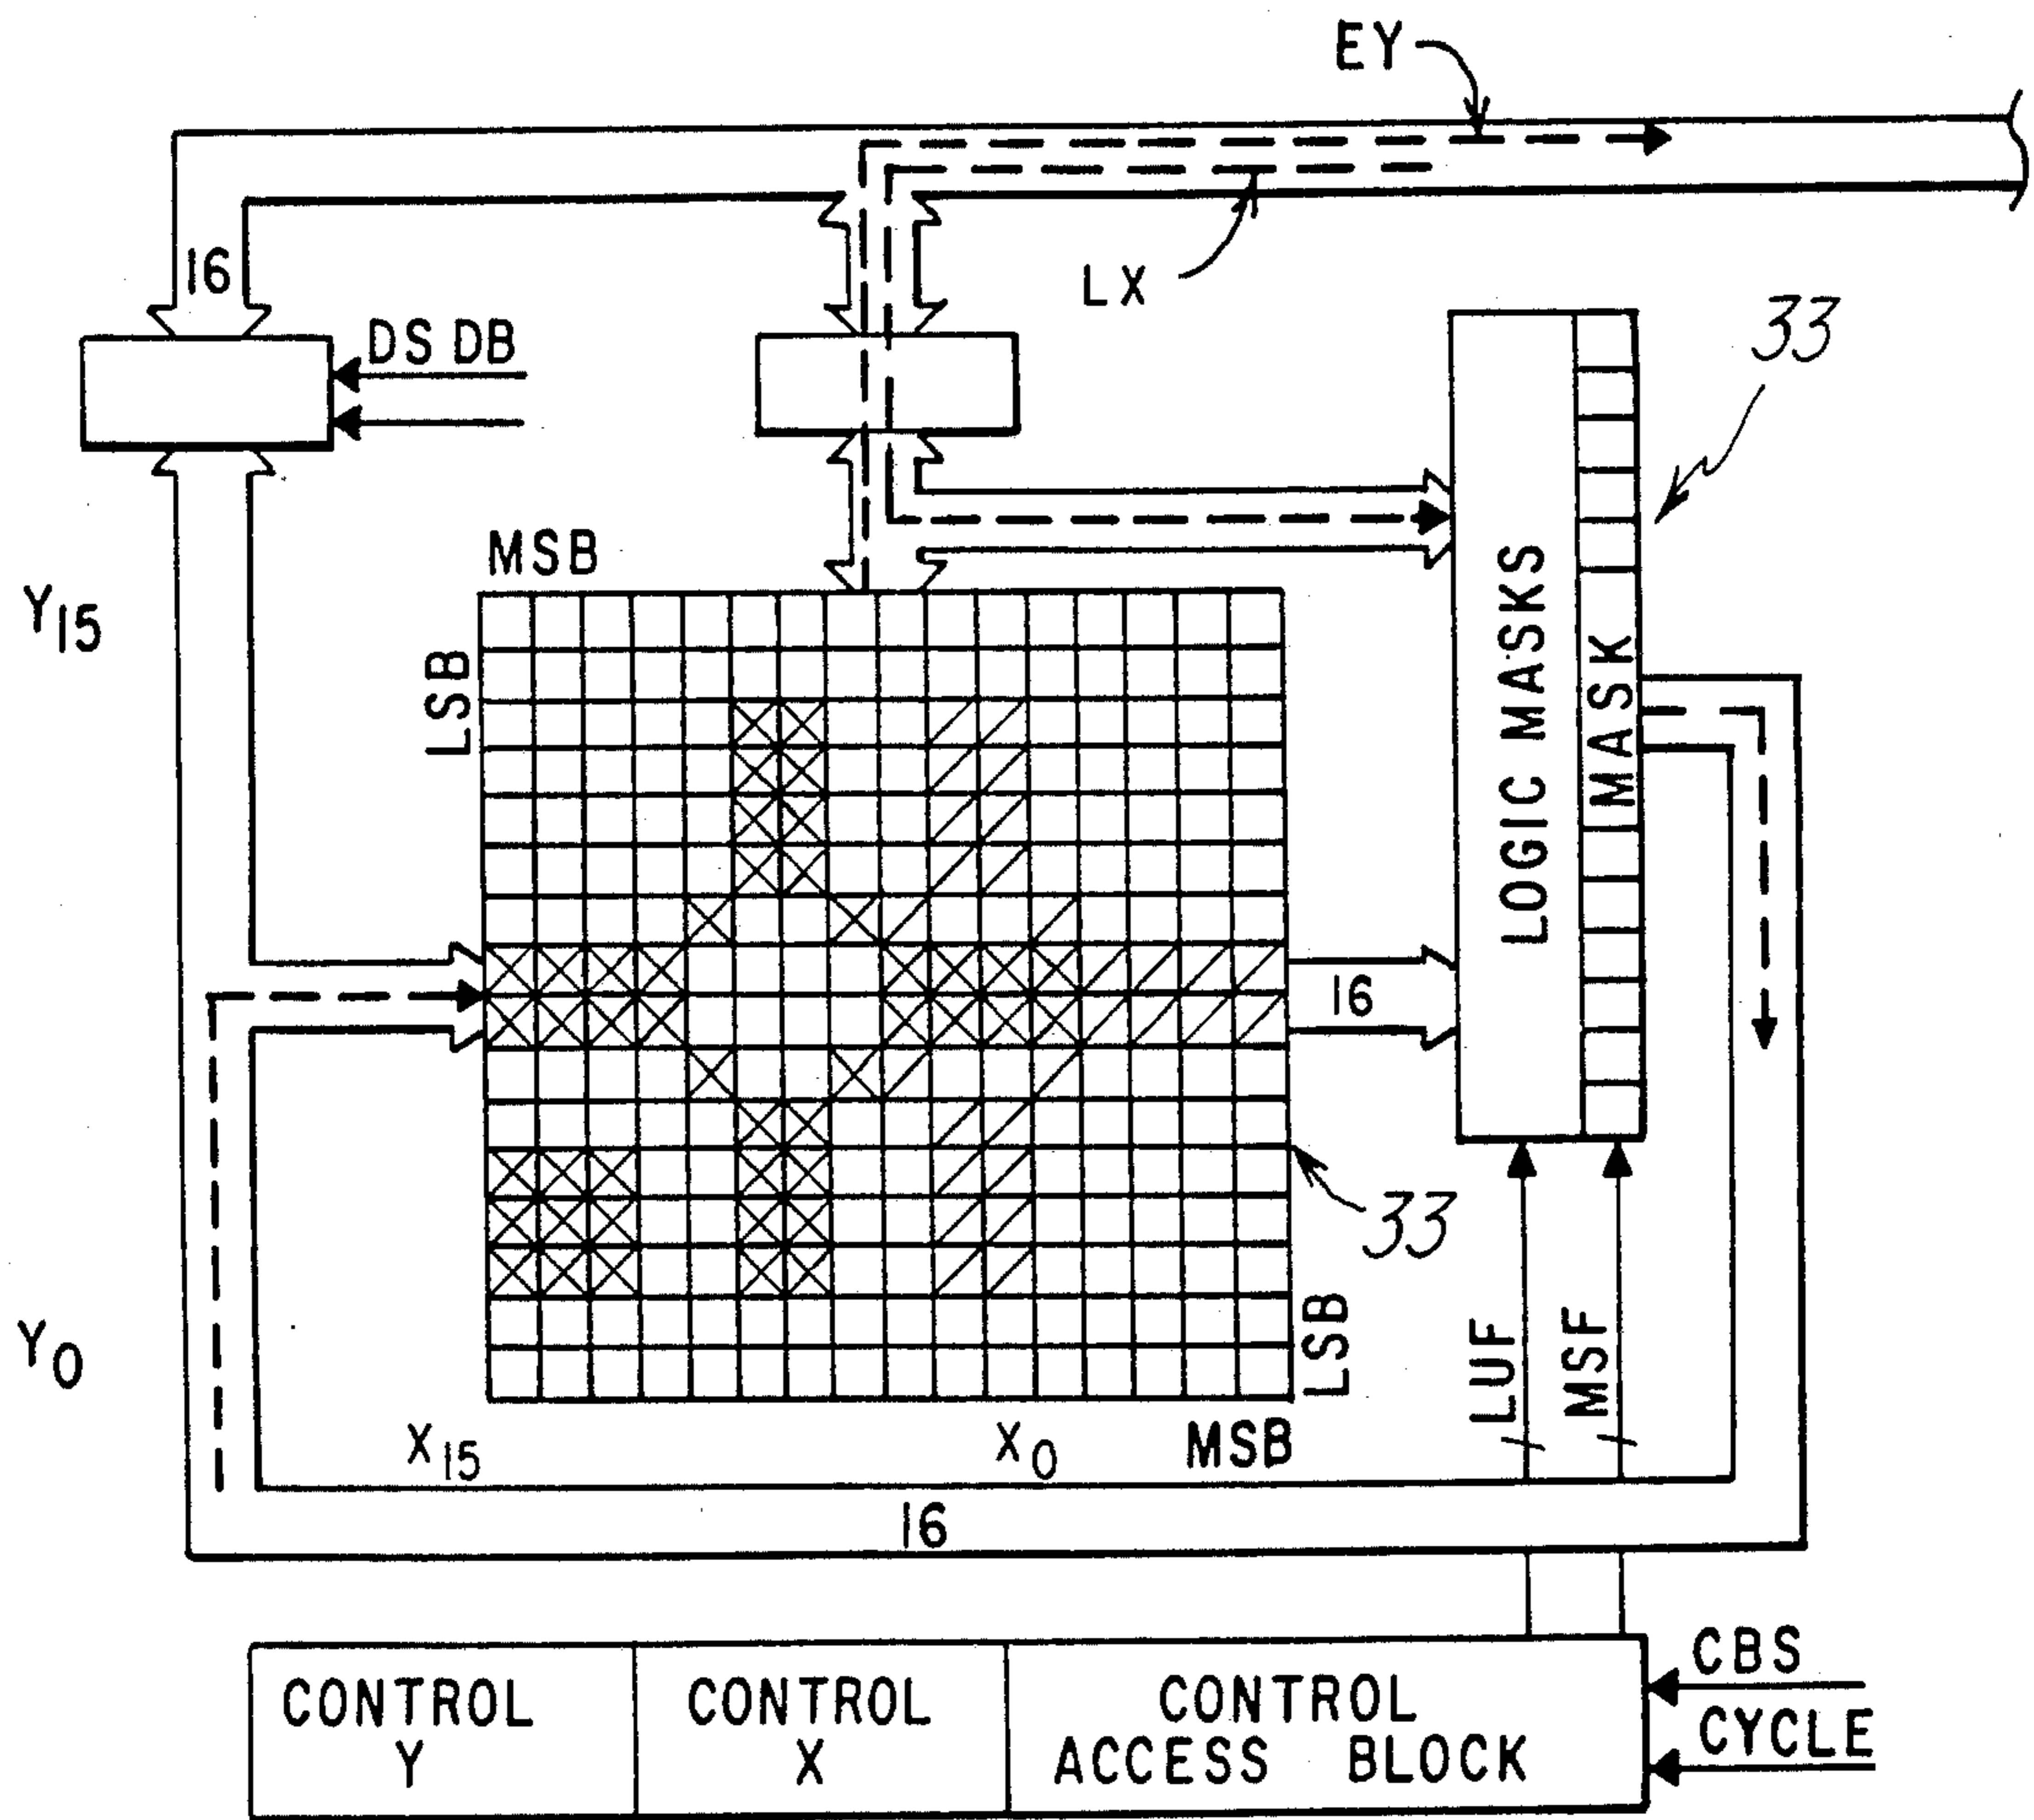 EY
16
LX
DS DB
33
MSB
Y15
LSB
LOGIC MASKS
MASK
16
33
LSB
LUF
MSF
Y0
X15
X0
MSB
16
CBS
CYCLE
CONTROL
Y
CONTROL
X
CONTROL
ACCESS BLOCK